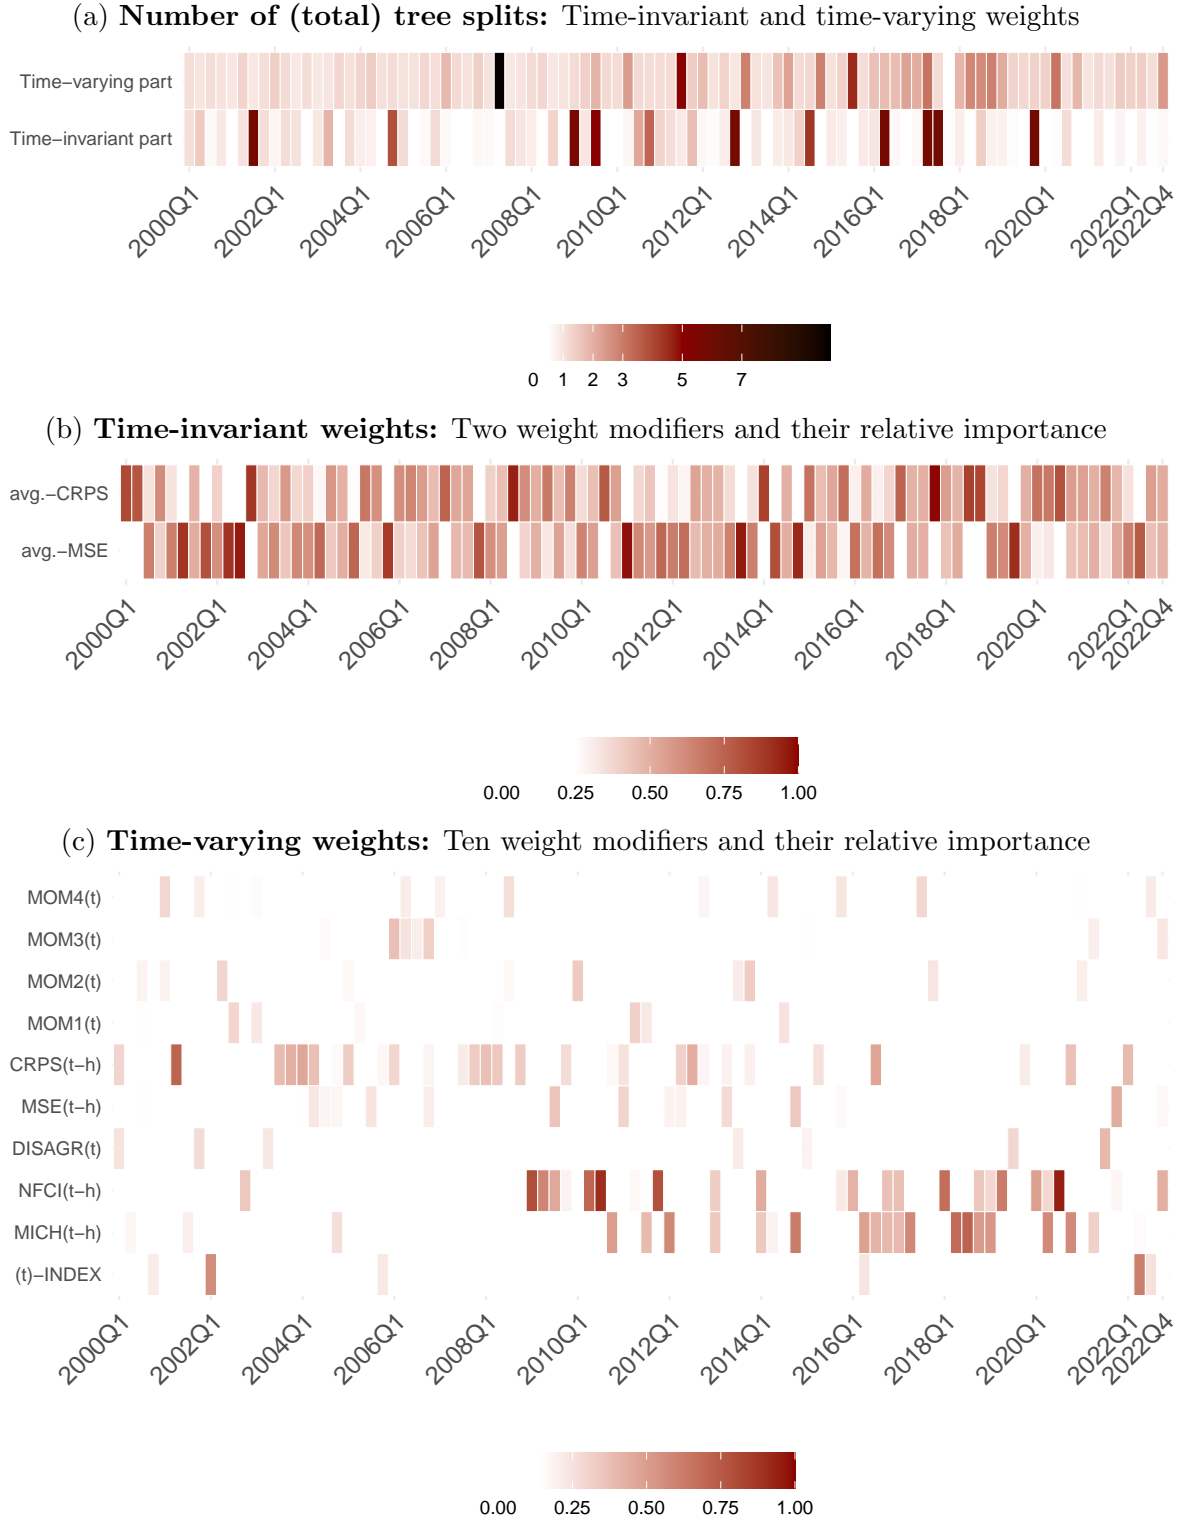 (a) Number of (total) tree splits: Time-invariant and time-varying weights
Time−varying part
Time−invariant part
2000Q1 2002Q1 2004Q1 2006Q1 2008Q1 2010Q1 2012Q1 2014Q1 2016Q1 2018Q1 2020Q1 2022Q1 2022Q4
0 1 2 3 5 7
(b) Time-invariant weights: Two weight modifiers and their relative importance
avg.−CRPS
avg.−MSE
2000Q1 2002Q1 2004Q1 2006Q1 2008Q1 2010Q1 2012Q1 2014Q1 2016Q1 2018Q1 2020Q1 2022Q1 2022Q4
0.00 0.25 0.50 0.75 1.00
(c) Time-varying weights: Ten weight modifiers and their relative importance
MOM4(t)
MOM3(t)
MOM2(t)
MOM1(t)
CRPS(t−h)
MSE(t−h)
DISAGR(t)
NFCI(t−h)
MICH(t−h)
(t)−INDEX
2000Q1 2002Q1 2004Q1 2006Q1 2008Q1 2010Q1 2012Q1 2014Q1 2016Q1 2018Q1 2020Q1 2022Q1 2022Q4
0.00 0.25 0.50 0.75 1.00